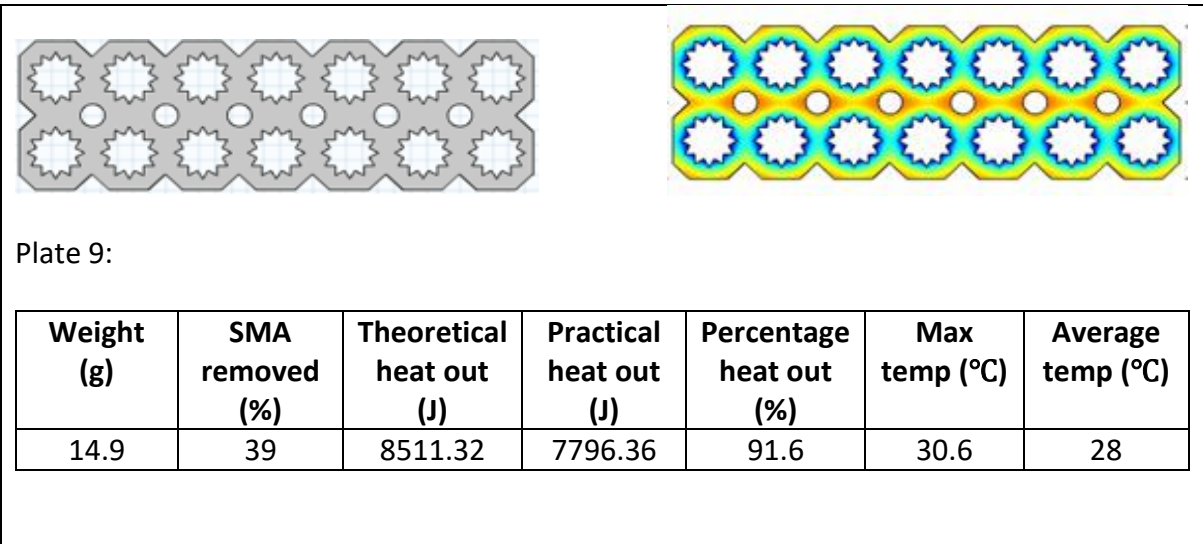 Plate 9:
Weight (g) SMA removed (%) Theoretical heat out (J) Practical heat out (J) Percentage heat out (%) Max temp (℃) Average temp (℃)
14.9 39 8511.32 7796.36 91.6 30.6 28